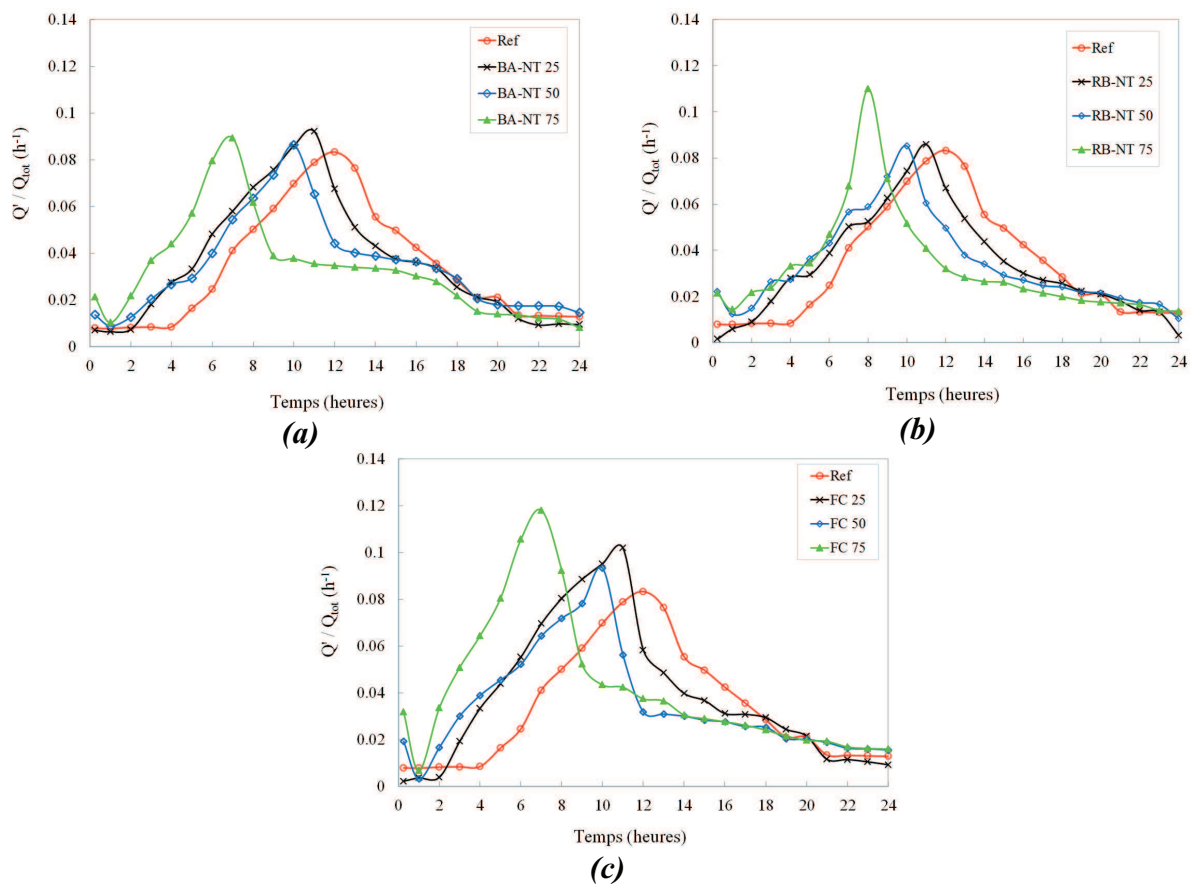 0.14
0.12
0.1
0.08
0.06
0.04
0.02
0
Q' / Q_tot (h⁻¹)
Ref
BA-NT 25
BA-NT 50
BA-NT 75
0 2 4 6 8 10 12 14 16 18 20 22 24
Temps (heures)
(a)
0.14
0.12
0.1
0.08
0.06
0.04
0.02
0
Q' / Q_tot (h⁻¹)
Ref
RB-NT 25
RB-NT 50
RB-NT 75
0 2 4 6 8 10 12 14 16 18 20 22 24
Temps (heures)
(b)
0.14
0.12
0.1
0.08
0.06
0.04
0.02
0
Q' / Q_tot (h⁻¹)
Ref
FC 25
FC 50
FC 75
0 2 4 6 8 10 12 14 16 18 20 22 24
Temps (heures)
(c)